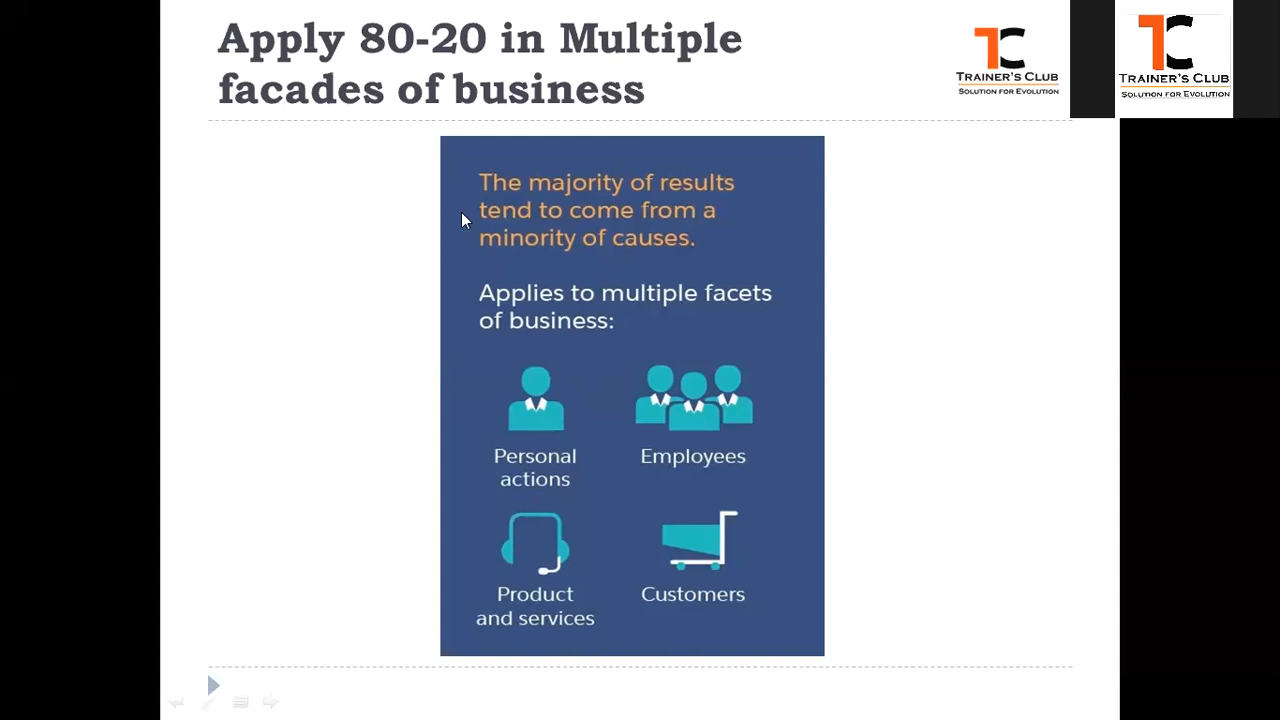 Apply 80-20 in Multiple
facades of business
TC
TRAINER'S CLUB
SOLUTION FOR EVOLUTION
TC
TRAINER'S CLUB
SOLUTION FOR EVOLUTION
The majority of results
tend to come from a
minority of causes.
Applies to multiple facets
of business:
Personal
actions
Employees
Product
and services
Customers